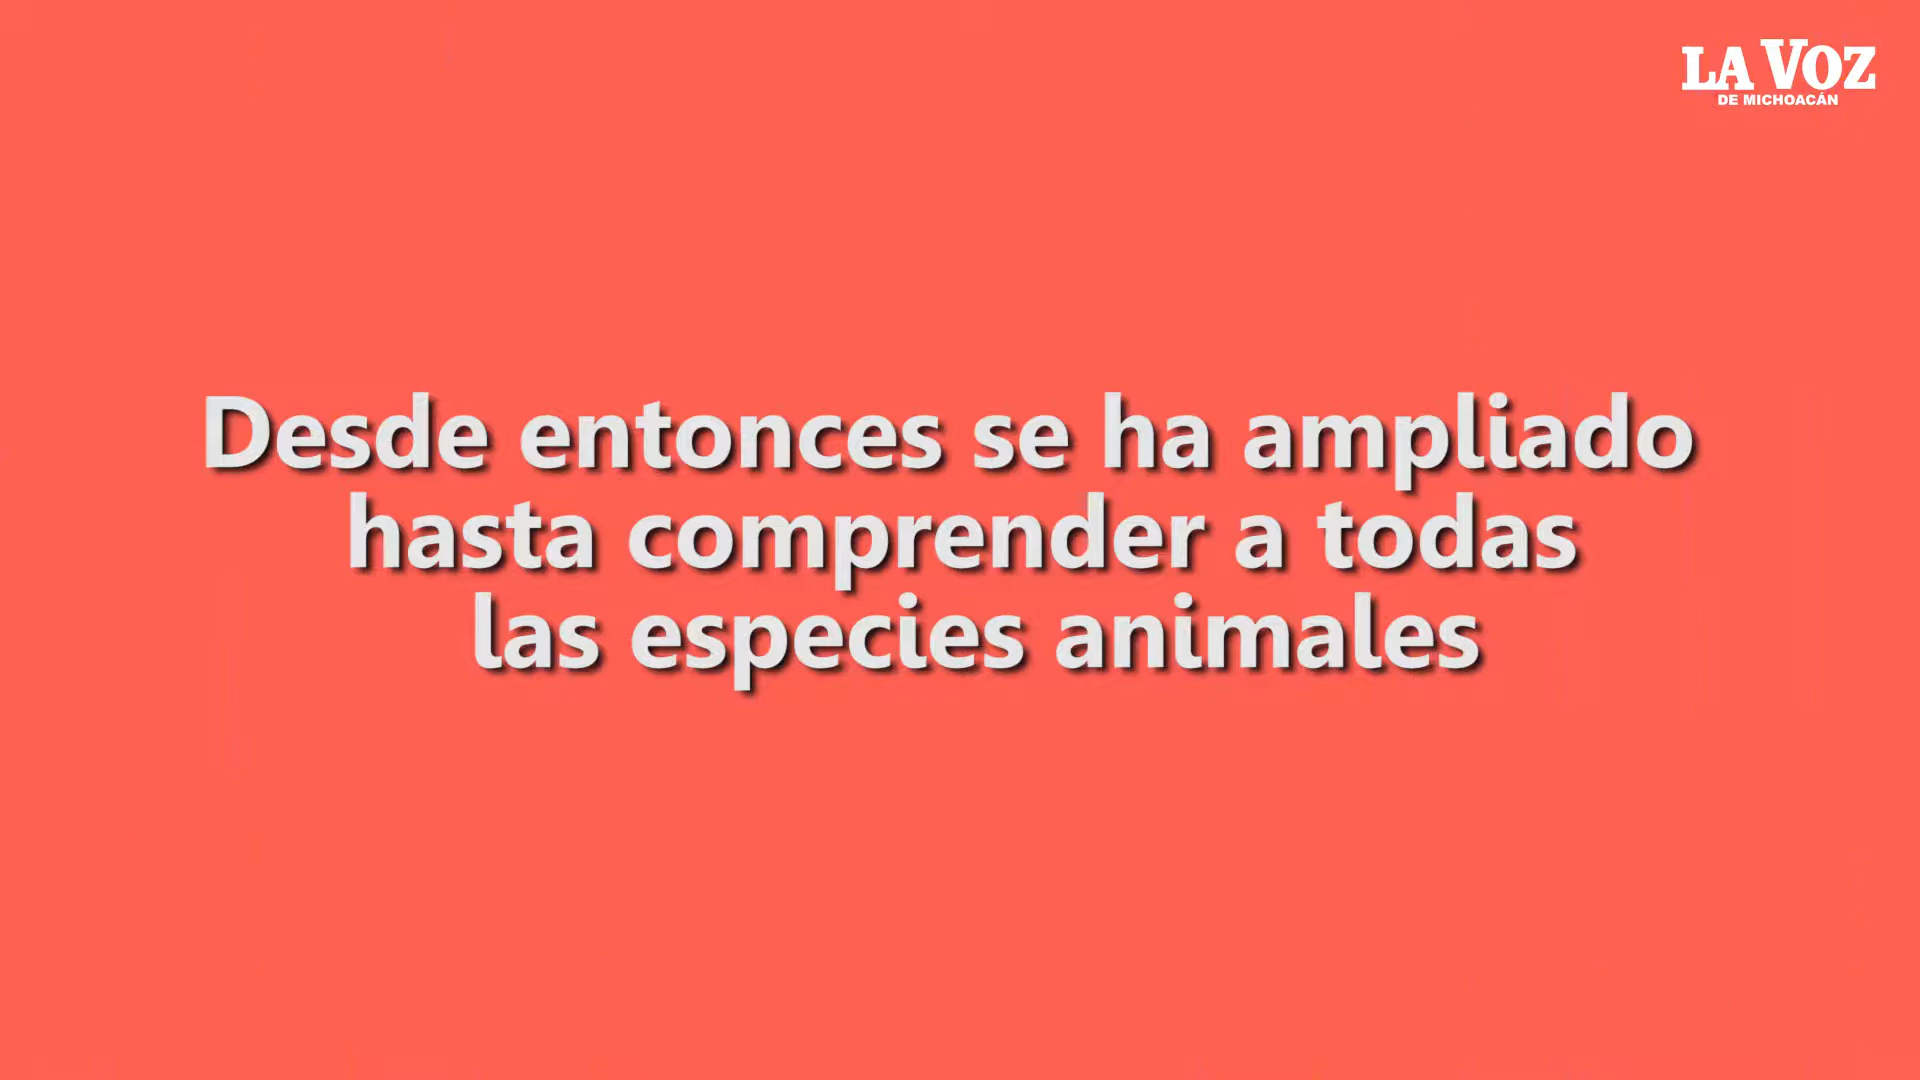 LA VOZ
DE MICHOACÁN
Desde entonces se ha ampliado
hasta comprender a todas
las especies animales